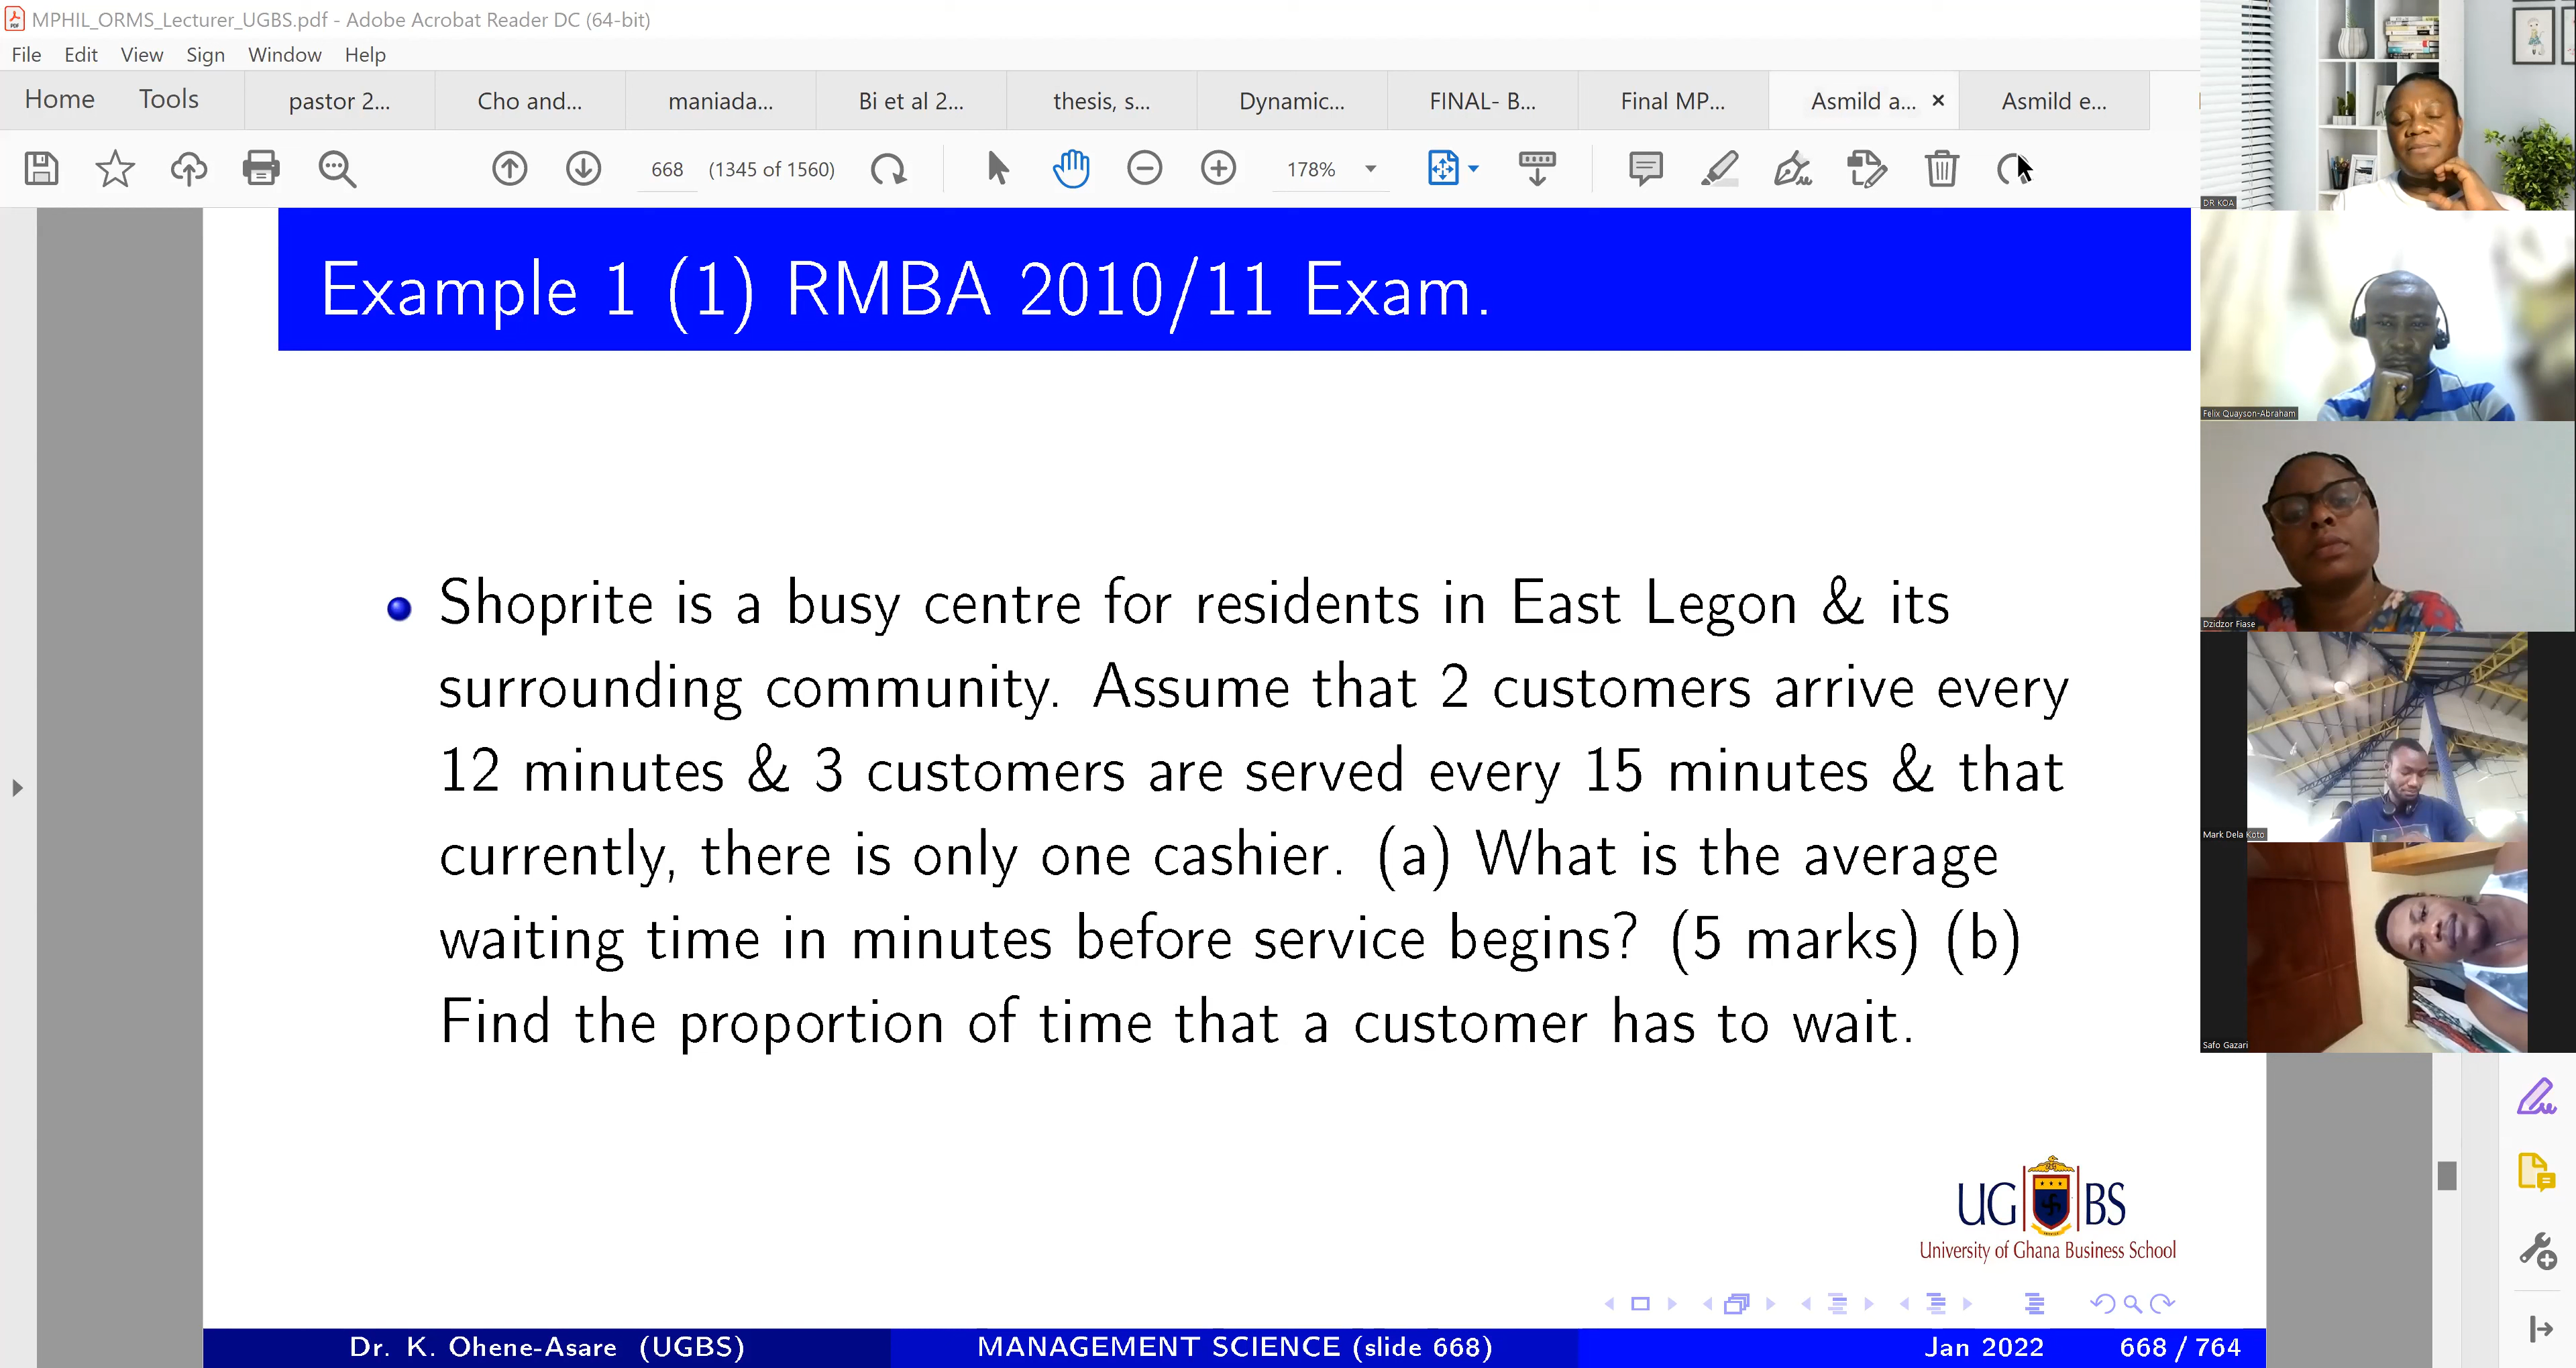 MPHIL_ORMS_Lecturer_UGBS.pdf - Adobe Acrobat Reader DC (64-bit)
File Edit View Sign Window Help
Home Tools pastor 2... Cho and... maniada... Bi et al 2... thesis, s... Dynamic... FINAL- B... Final MP... Asmild a... × Asmild e...
668 (1345 of 1560) 178%
Example 1 (1) RMBA 2010/11 Exam.
Shoprite is a busy centre for residents in East Legon & its
surrounding community. Assume that 2 customers arrive every
12 minutes & 3 customers are served every 15 minutes & that
currently, there is only one cashier. (a) What is the average
waiting time in minutes before service begins? (5 marks) (b)
Find the proportion of time that a customer has to wait.
UG BS
University of Ghana Business School
Dr. K. Ohene-Asare (UGBS) MANAGEMENT SCIENCE (slide 668) Jan 2022 668 / 764
DR KOA
Felix Quayson-Abraham
Dzidzor Fiase
Mark Dela Koto
Safo Gazari